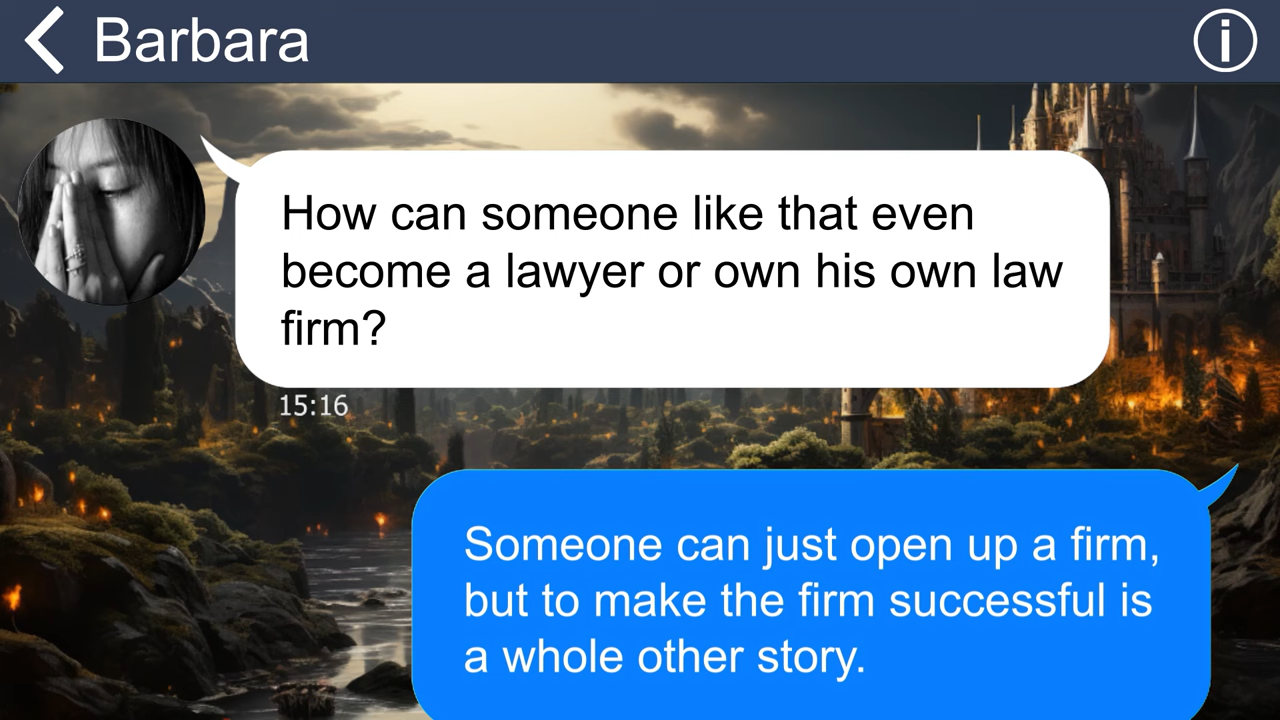 Barbara
How can someone like that even
become a lawyer or own his own law
firm?
15:16
Someone can just open up a firm,
but to make the firm successful is
a whole other story.